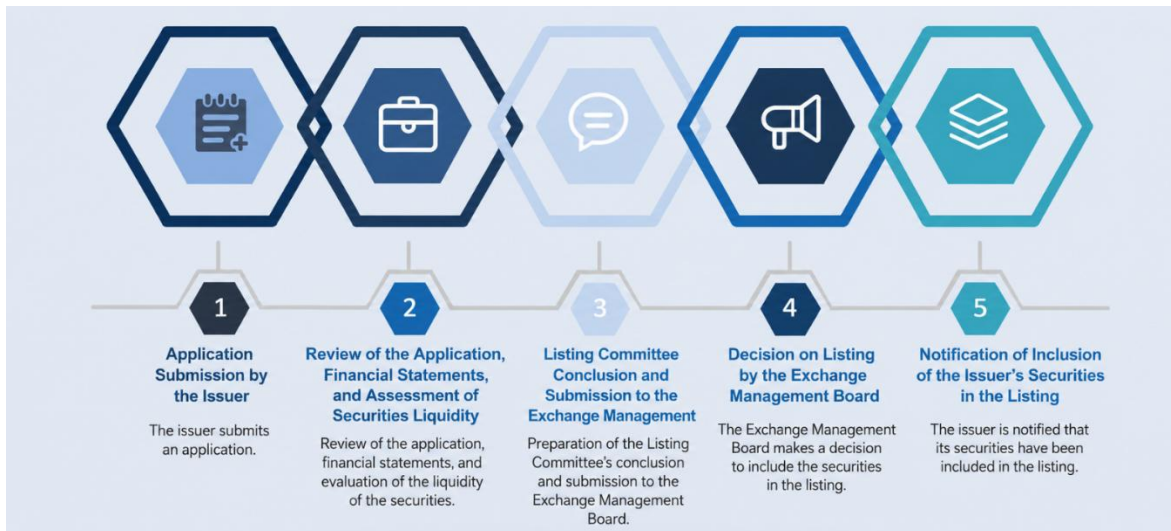 1
Application
Submission by
the Issuer
The issuer submits
an application.
2
Review of the Application,
Financial Statements,
and Assessment of
Securities Liquidity
Review of the application,
financial statements, and
evaluation of the liquidity
of the securities.
3
Listing Committee
Conclusion and
Submission to the
Exchange Management
Preparation of the Listing
Committee's conclusion
and submission to the
Exchange Management
Board.
4
Decision on Listing
by the Exchange
Management Board
The Exchange Management
Board makes a decision
to include the securities
in the listing.
5
Notification of Inclusion
of the Issuer's Securities
in the Listing
The issuer is notified that
its securities have been
included in the listing.